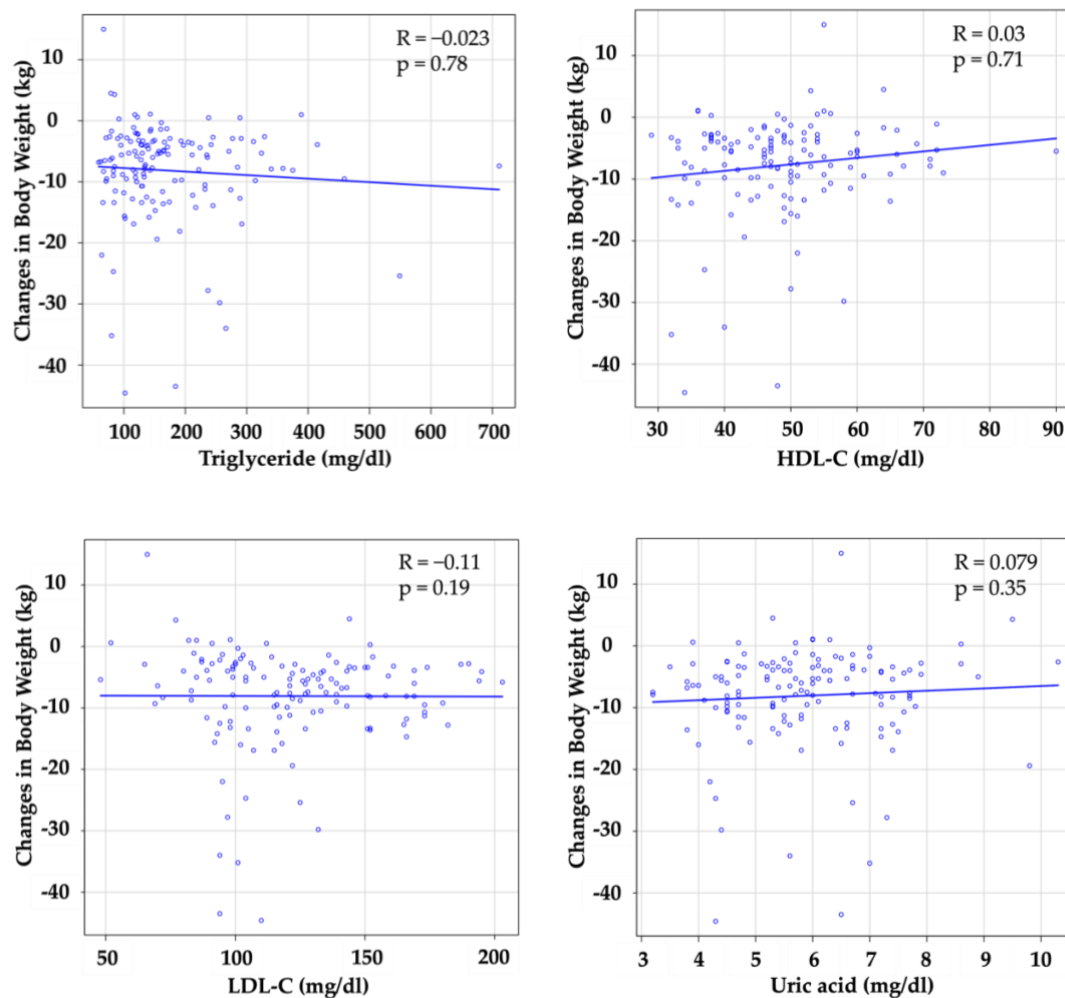 R = −0.023
p = 0.78
Changes in Body Weight (kg)
10
0
-10
-20
-30
-40
100 200 300 400 500 600 700
Triglyceride (mg/dl)
R = 0.03
p = 0.71
Changes in Body Weight (kg)
10
0
-10
-20
-30
-40
30 40 50 60 70 80 90
HDL-C (mg/dl)
R = −0.11
p = 0.19
Changes in Body Weight (kg)
10
0
-10
-20
-30
-40
50 100 150 200
LDL-C (mg/dl)
R = 0.079
p = 0.35
Changes in Body Weight (kg)
10
0
-10
-20
-30
-40
3 4 5 6 7 8 9 10
Uric acid (mg/dl)